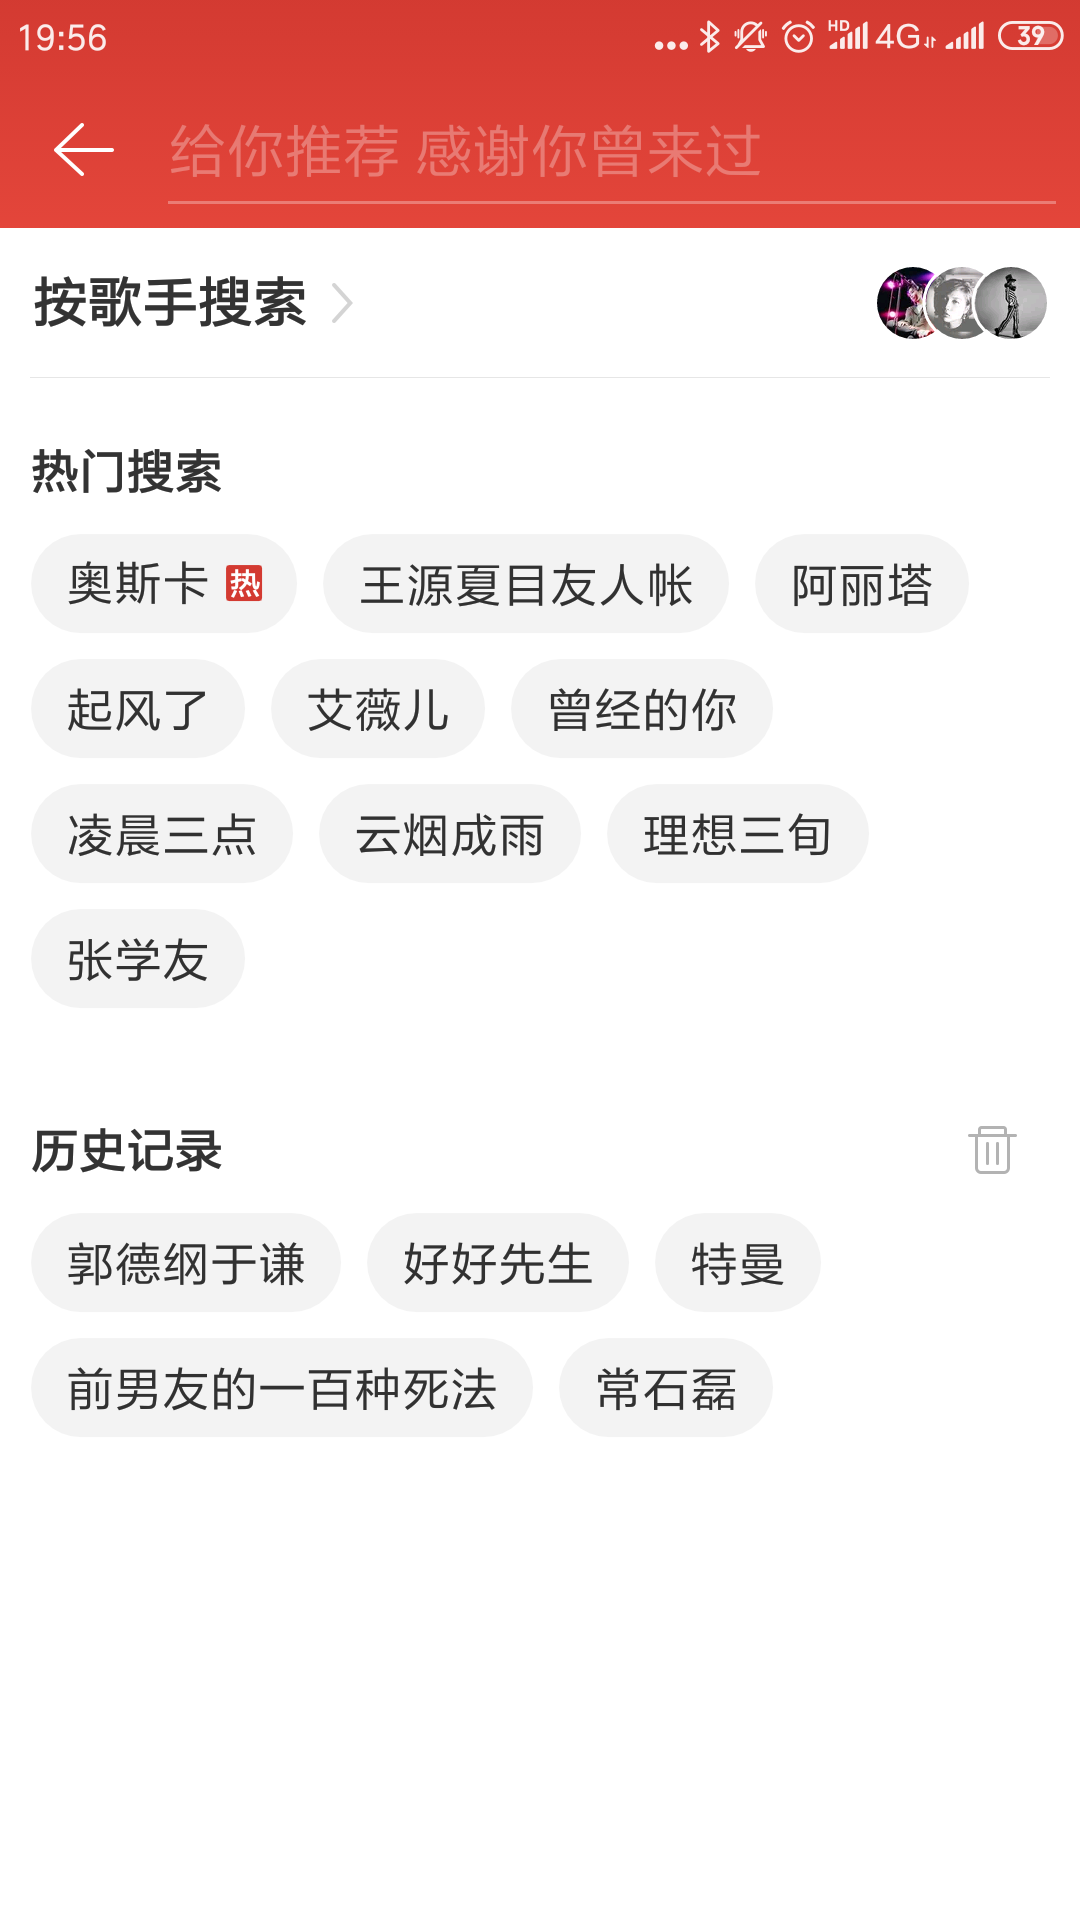 19:56 HD 4G 39
给你推荐 感谢你曾来过
按歌手搜索
热门搜索
奥斯卡 热 王源夏目友人帐 阿丽塔
起风了 艾薇儿 曾经的你
凌晨三点 云烟成雨 理想三旬
张学友
历史记录
郭德纲于谦 好好先生 特曼
前男友的一百种死法 常石磊